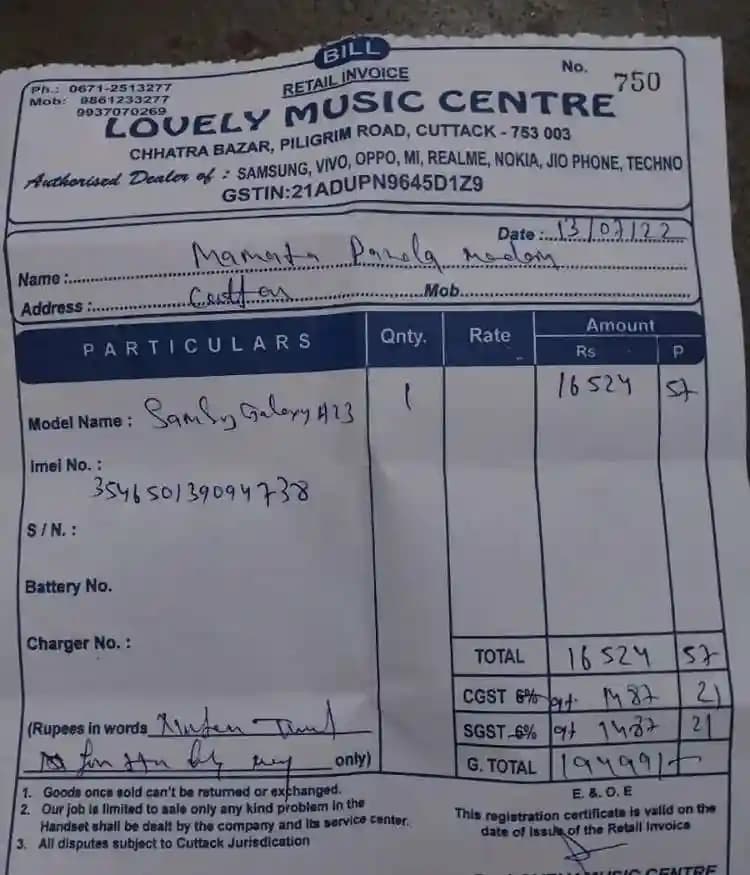 BILL
RETAIL INVOICE
No. 750
Ph.: 0671-2513277
Mob: 9861233277
9937070269
LOVELY MUSIC CENTRE
CHHATRA BAZAR, PILIGRIM ROAD, CUTTACK - 753 003
Authorised Dealer of : SAMSUNG, VIVO, OPPO, MI, REALME, NOKIA, JIO PHONE, TECHNO
GSTIN:21ADUPN9645D1Z9
Date : 13/07/22
Name : Mamata Panda madam
Address : Mob.
PARTICULARS Qnty. Rate Amount
Rs P
Model Name : Samsung Galaxy A23 1 16524 57
Imei No. :
354650139094738
S / N. :
Battery No.
Charger No. :
TOTAL 16524 57
CGST 6% 9% 1487 21
SGST 6% 9% 1487 21
(Rupees in words
only)
G. TOTAL 19499/-
1. Goods once sold can't be returned or exchanged.
2. Our job is limited to sale only any kind problem in the
Handset shall be dealt by the company and its service center.
3. All disputes subject to Cuttack Jurisdication
E. & O. E
This registration certificate is valid on the
date of issue of the Retail Invoice
MUSIC CENTRE